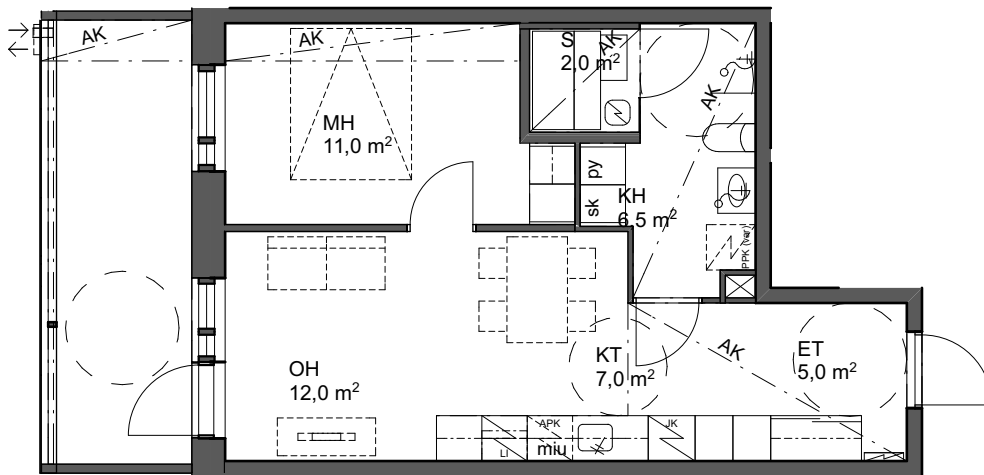 AK
AK
S
2,0 m²
AK
AK
MH
11,0 m²
py
sk
KH
6,5 m²
PPK (var)
OH
12,0 m²
KT
7,0 m²
AK
ET
5,0 m²
APK
JK
LI
miu